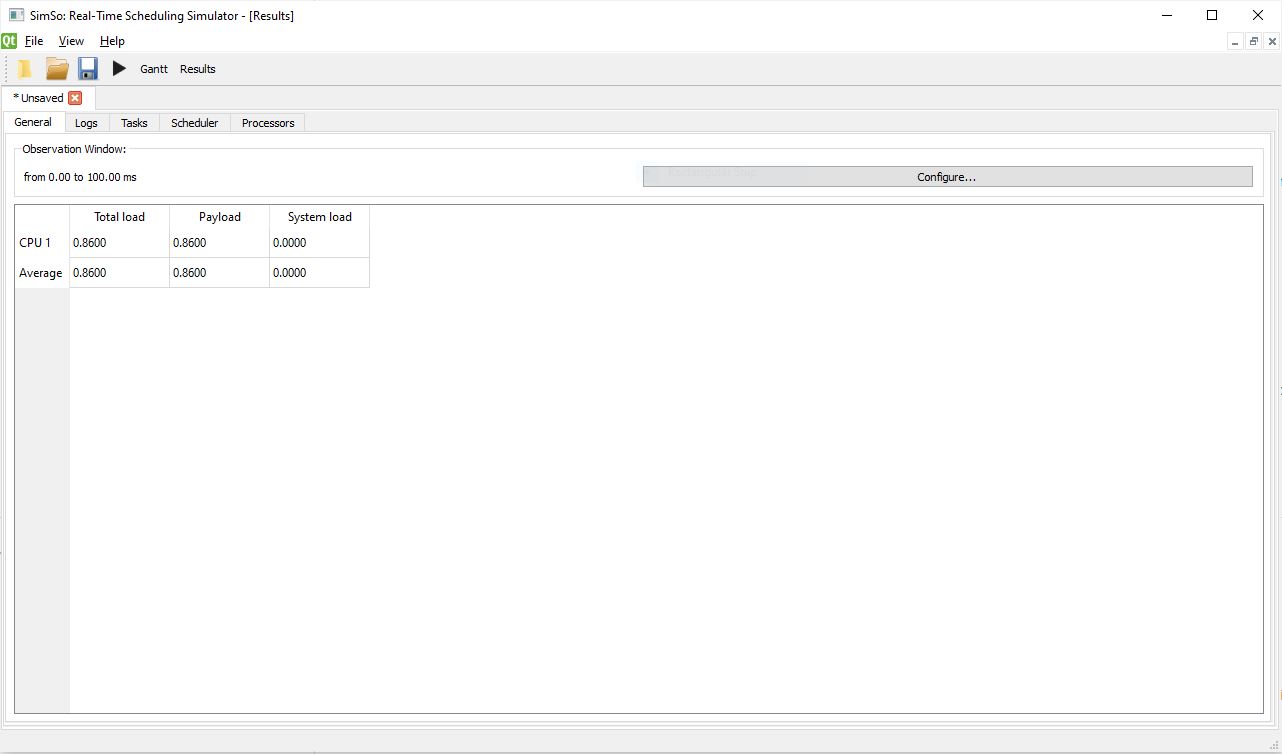 SimSo: Real-Time Scheduling Simulator - [Results]
Qt File View Help
Gantt Results
* Unsaved
General Logs Tasks Scheduler Processors
Observation Window:
from 0.00 to 100.00 ms Configure...
Total load Payload System load
CPU 1 0.8600 0.8600 0.0000
Average 0.8600 0.8600 0.0000